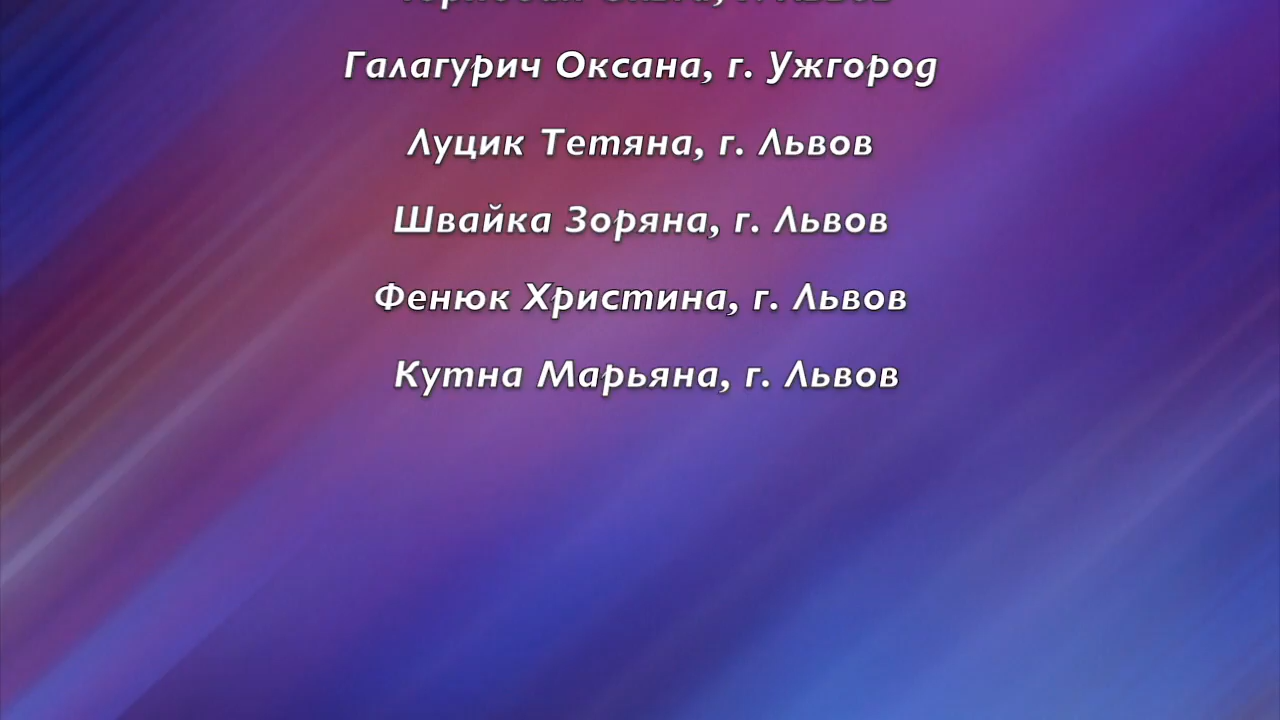 Галагурич Оксана, г. Ужгород
Луцик Тетяна, г. Львов
Швайка Зоряна, г. Львов
Фенюк Христина, г. Львов
Кутна Марьяна, г. Львов